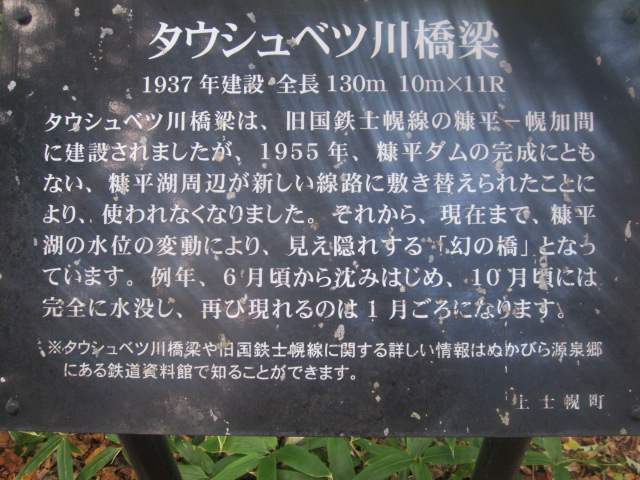 タウシュベツ川橋梁
1937年建設・全長130m 10m×11R
タウシュベツ川橋梁は、旧国鉄士幌線の糠平－幌加間
に建設されましたが、1955年、糠平ダムの完成にとも
ない、糠平湖周辺が新しい線路に敷き替えられたことに
より、使われなくなりました。それから、現在まで、糠平
湖の水位の変動により、見え隠れする「幻の橋」となっ
ています。例年、6月頃から沈みはじめ、10月頃には
完全に水没し、再び現れるのは1月ごろになります。
※タウシュベツ川橋梁や旧国鉄士幌線に関する詳しい情報はぬかびら源泉郷
にある鉄道資料館で知ることができます。
上士幌町